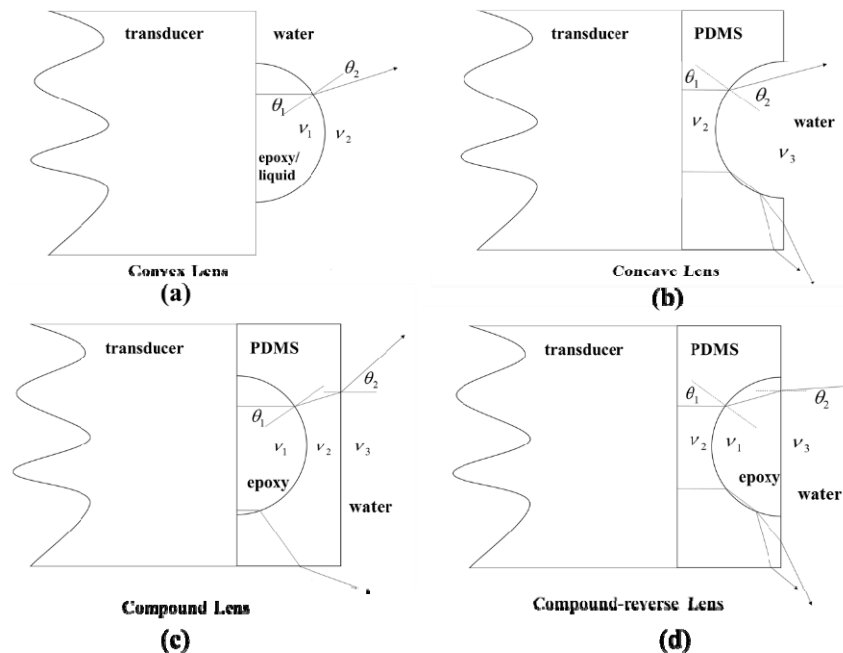 transducer
water
θ₂
θ₁
ν₁
ν₂
epoxy/
liquid
Convex Lens
(a)
transducer
PDMS
θ₁
θ₂
ν₂
water
ν₃
Concave Lens
(b)
transducer
PDMS
θ₂
θ₁
ν₁ ν₂ ν₃
epoxy
water
Compound Lens
(c)
transducer
PDMS
θ₁
θ₂
ν₂ ν₁ ν₃
epoxy
water
Compound-reverse Lens
(d)